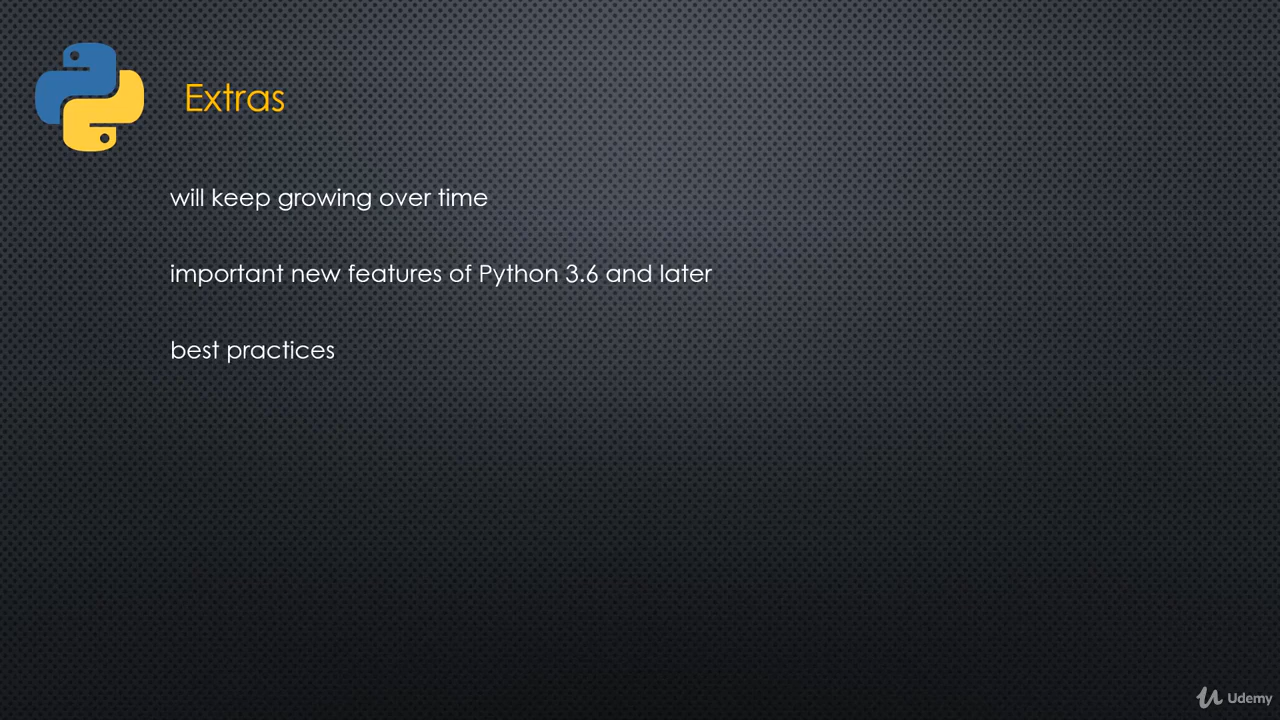 Extras
will keep growing over time
important new features of Python 3.6 and later
best practices
Udemy